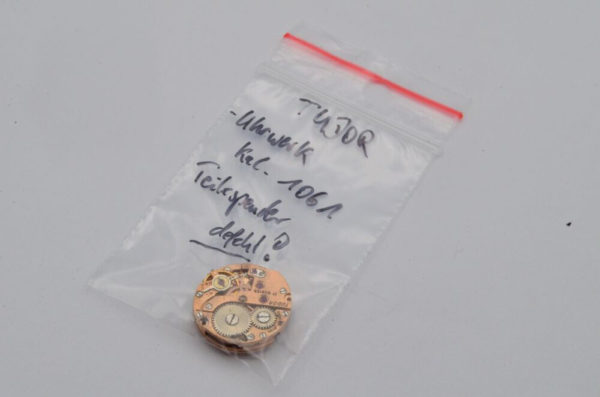 TUDOR
-Uhrwerk
Kal. 1061
Teilespender
defekt!